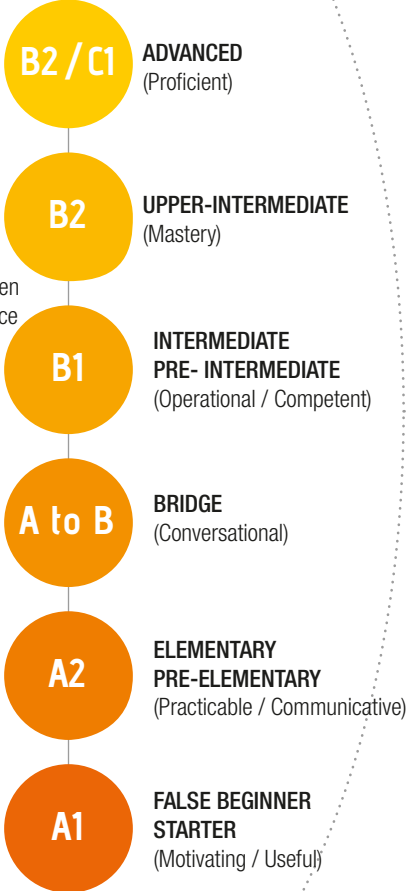 B2 / C1
ADVANCED
(Proficient)
B2
UPPER-INTERMEDIATE
(Mastery)
B1
INTERMEDIATE
PRE- INTERMEDIATE
(Operational / Competent)
A to B
BRIDGE
(Conversational)
A2
ELEMENTARY
PRE-ELEMENTARY
(Practicable / Communicative)
A1
FALSE BEGINNER
STARTER
(Motivating / Useful)